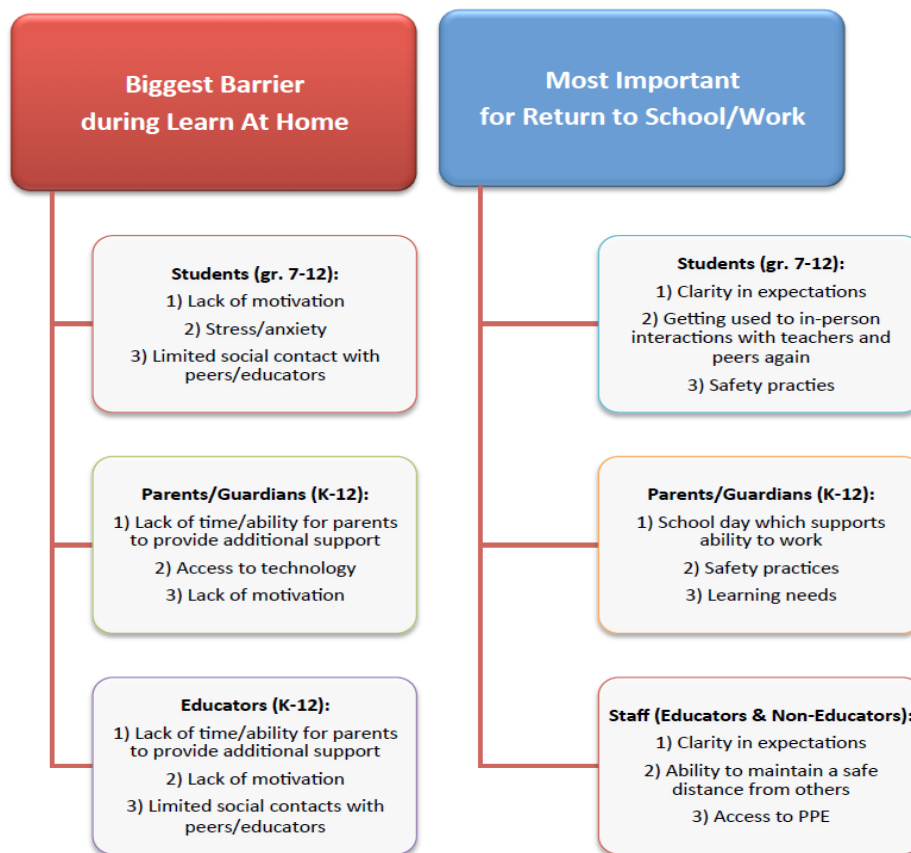 Biggest Barrier
during Learn At Home
Students (gr. 7-12):
1) Lack of motivation
2) Stress/anxiety
3) Limited social contact with
peers/educators
Parents/Guardians (K-12):
1) Lack of time/ability for parents
to provide additional support
2) Access to technology
3) Lack of motivation
Educators (K-12):
1) Lack of time/ability for parents
to provide additional support
2) Lack of motivation
3) Limited social contacts with
peers/educators
Most Important
for Return to School/Work
Students (gr. 7-12):
1) Clarity in expectations
2) Getting used to in-person
interactions with teachers and
peers again
3) Safety practies
Parents/Guardians (K-12):
1) School day which supports
ability to work
2) Safety practices
3) Learning needs
Staff (Educators & Non-Educators):
1) Clarity in expectations
2) Ability to maintain a safe
distance from others
3) Access to PPE